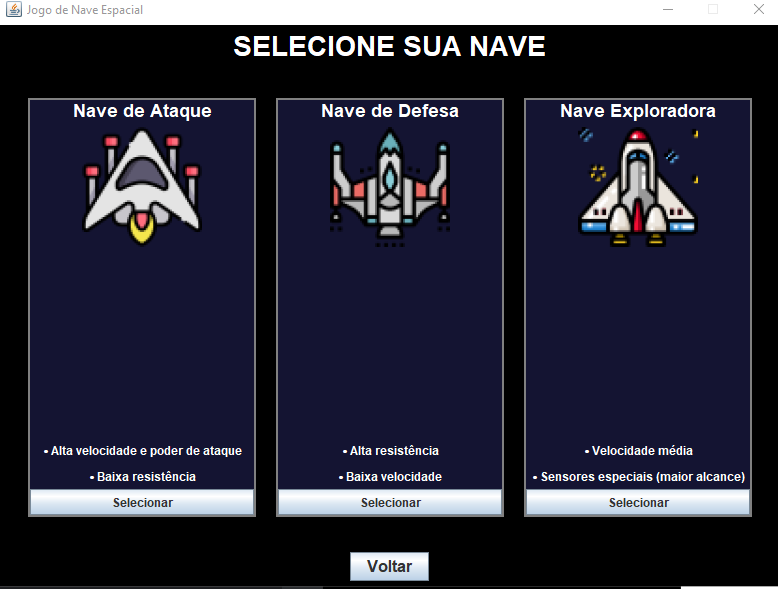 Jogo de Nave Espacial
SELECIONE SUA NAVE
Nave de Ataque
• Alta velocidade e poder de ataque
• Baixa resistência
Selecionar
Nave de Defesa
• Alta resistência
• Baixa velocidade
Selecionar
Nave Exploradora
• Velocidade média
• Sensores especiais (maior alcance)
Selecionar
Voltar